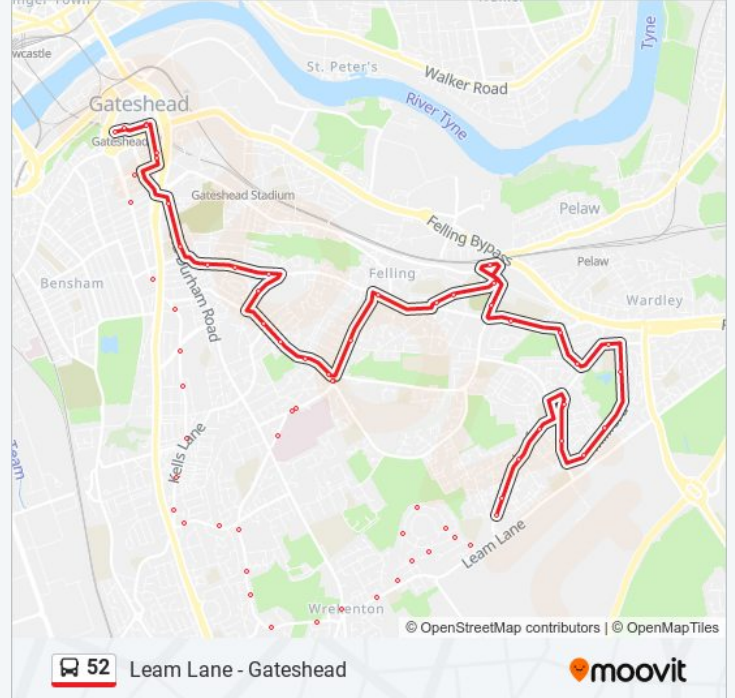 wcastle
Gateshead
Gateshead
St. Peter's
Walker Road
River Tyne
Tyne
Gateshead Stadium
Felling Bypass
Pelaw
Pelaw
Bensham
Durham Road
Felling
Wardley
Kells Lane
Team
Leam Lane
Wrekenton
© OpenStreetMap contributors | © OpenMapTiles
52 Leam Lane - Gateshead
moovit